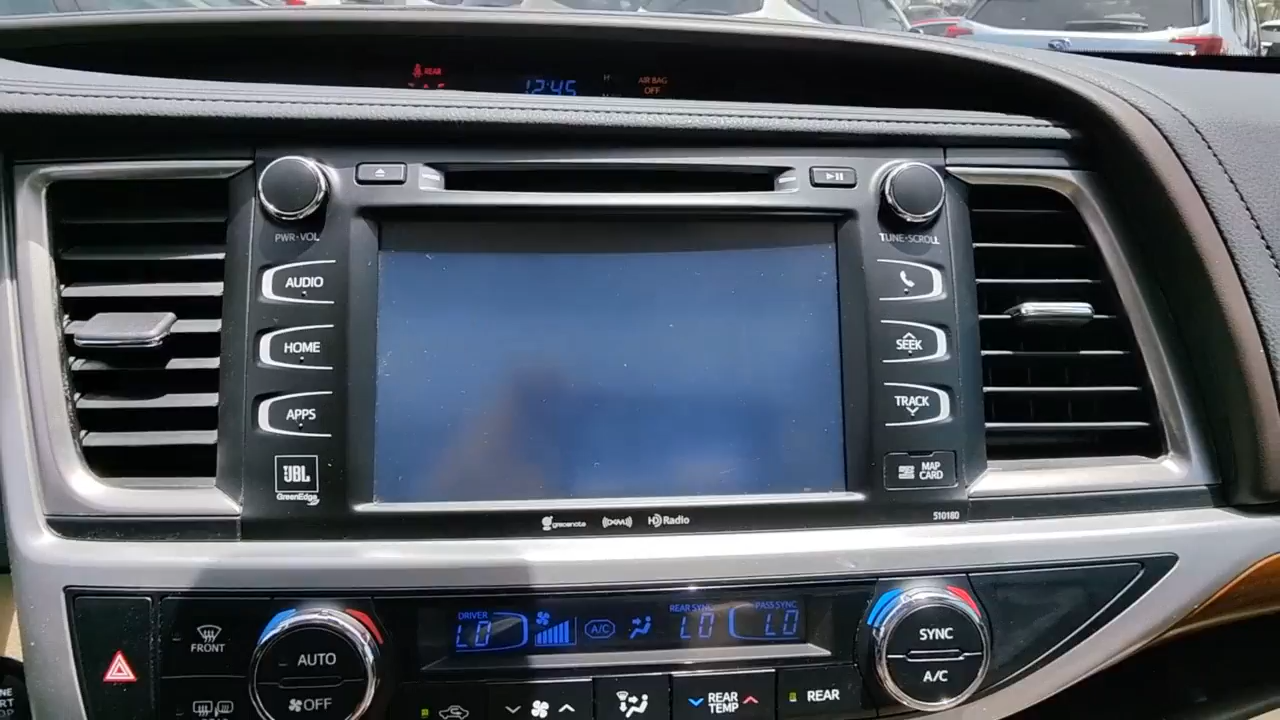 REAR
12:45
AIR BAG
OFF
PWR•VOL
TUNE•SCROLL
AUDIO
HOME
SEEK
APPS
TRACK
JBL
GreenEdge
MAP
CARD
gracenote
(XM)
HD Radio
510180
DRIVER
LO
A/C
REAR SYNC
LO
PASS SYNC
LO
FRONT
AUTO
OFF
SYNC
A/C
REAR
TEMP
REAR